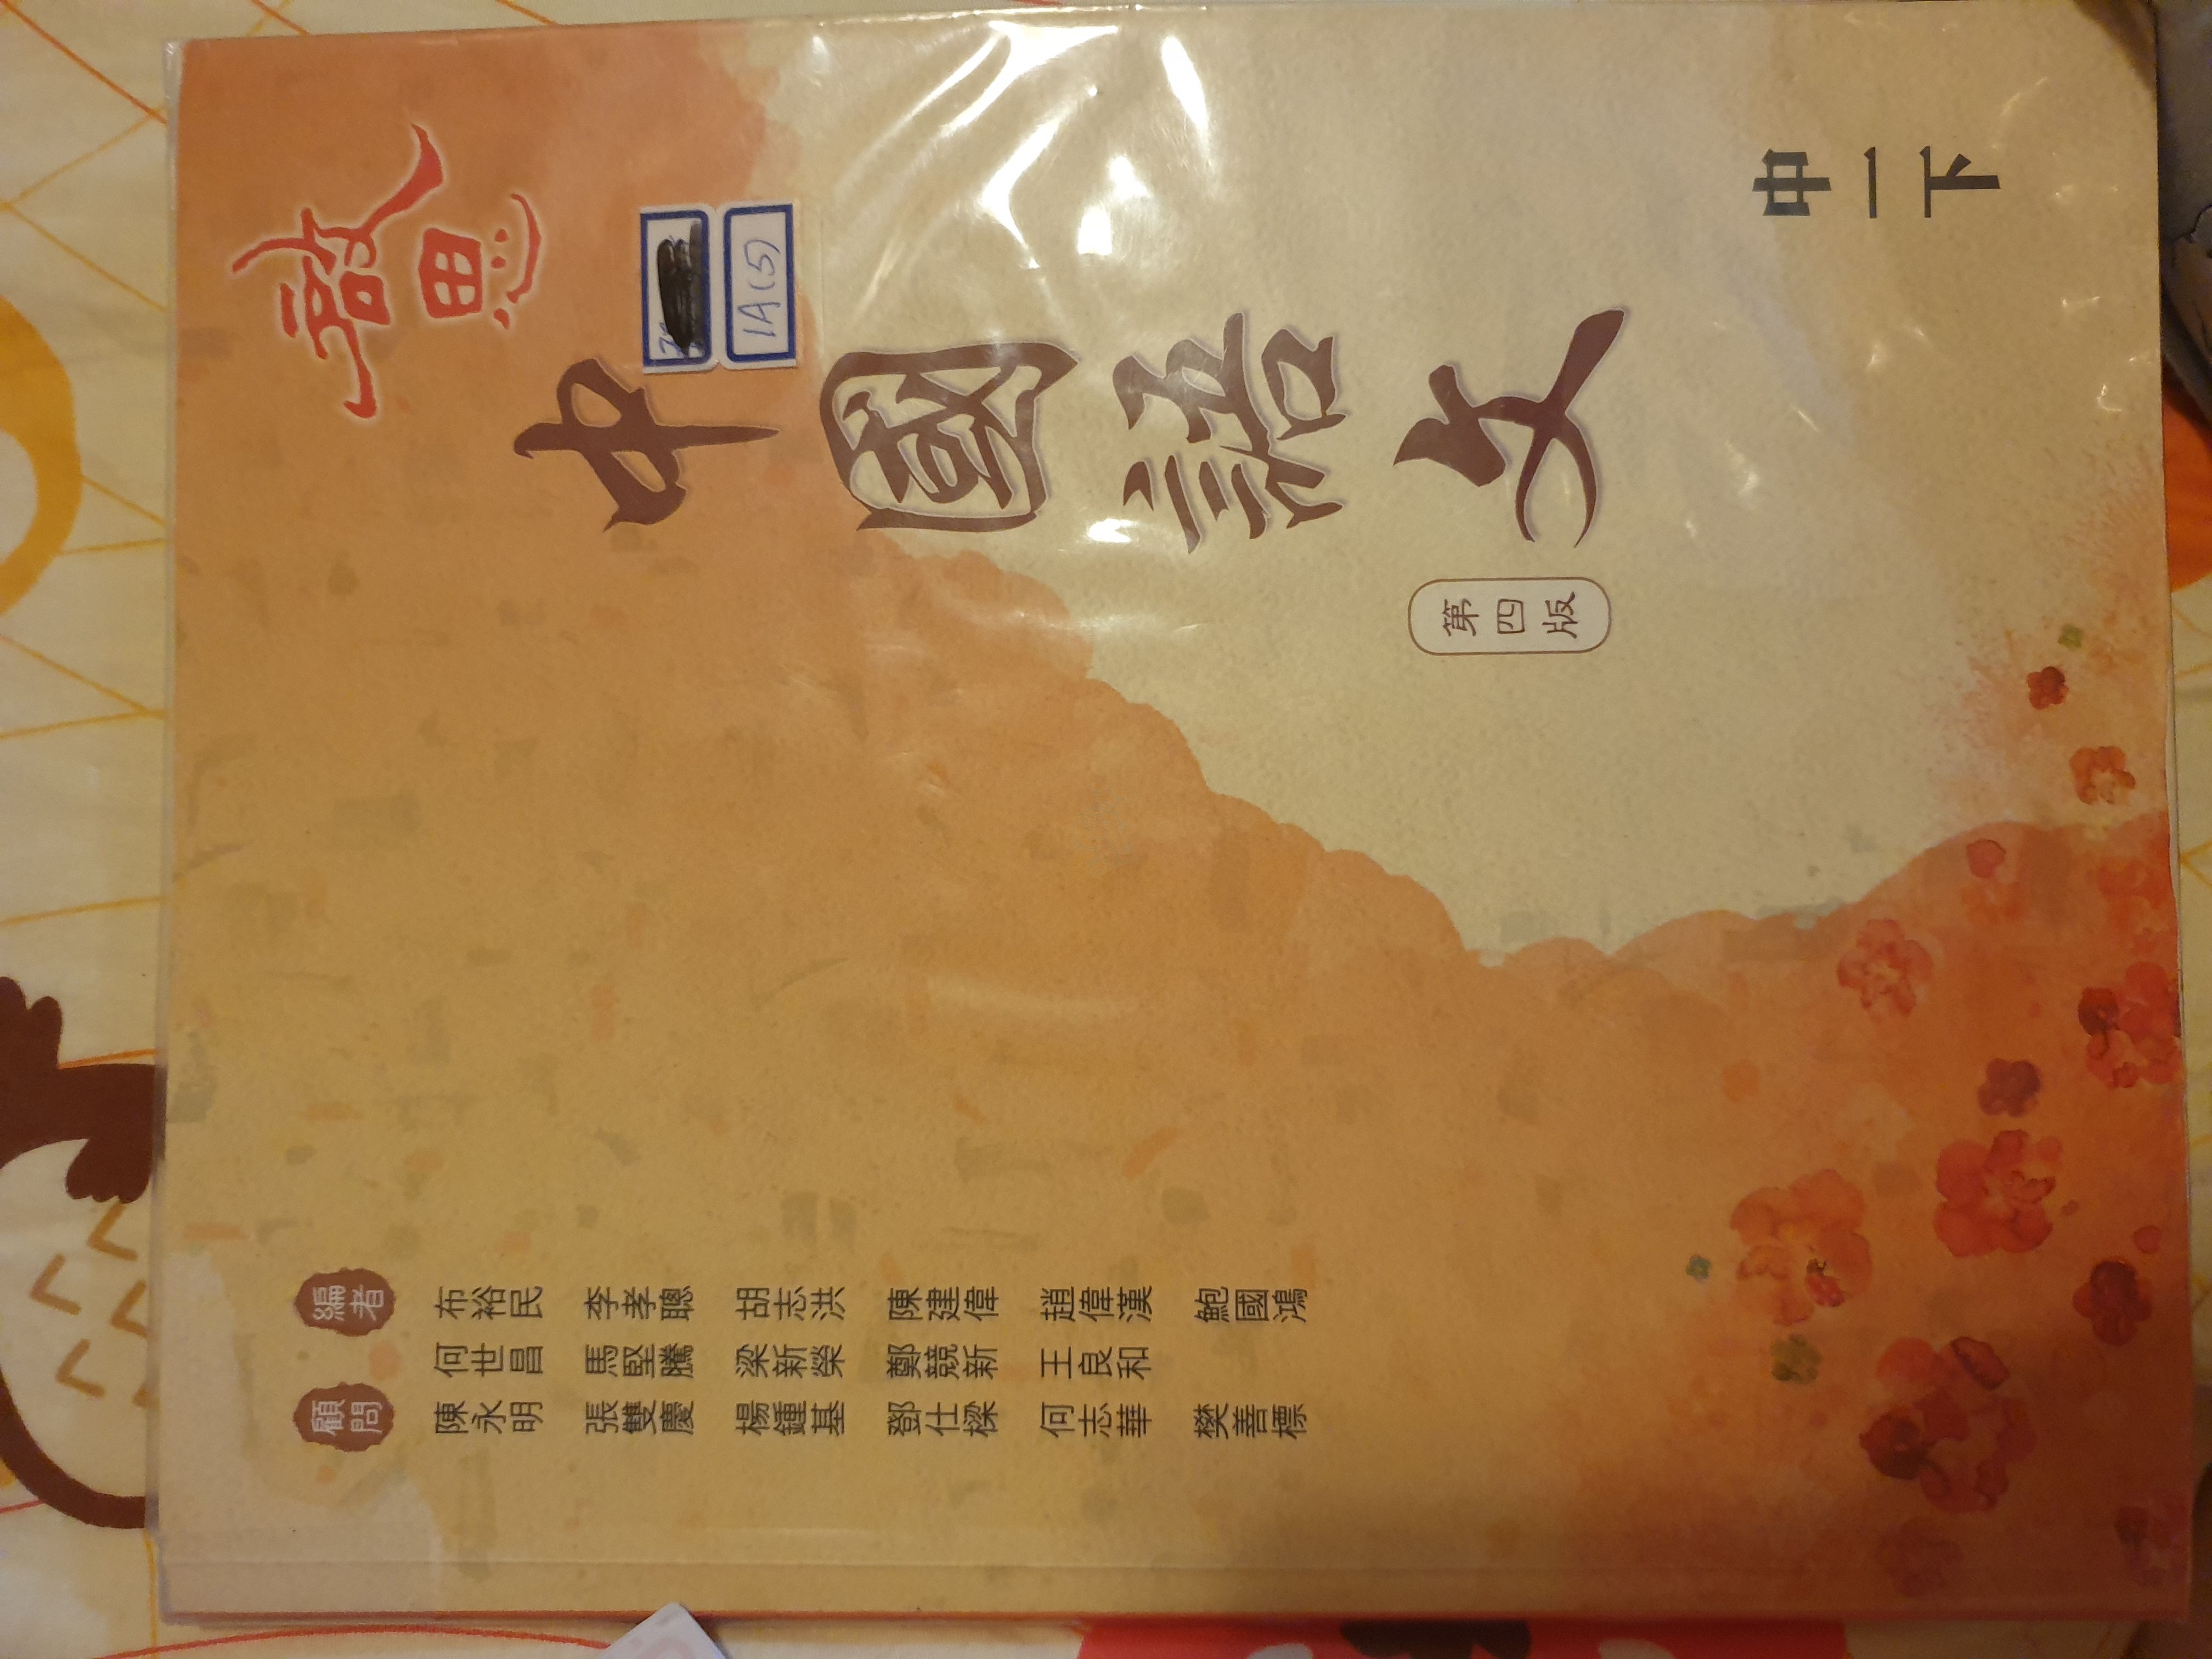 啟思
中國語文
1A(5)
第四版
中一下
顧問
陳永明
張雙慶
楊鍾基
鄧仕樑
何志華
樊善標
編者
布裕民
李孝聰
胡志洪
陳建偉
趙偉漢
鮑國鴻
何世昌
馬堅騰
梁新榮
鄭競新
王良和